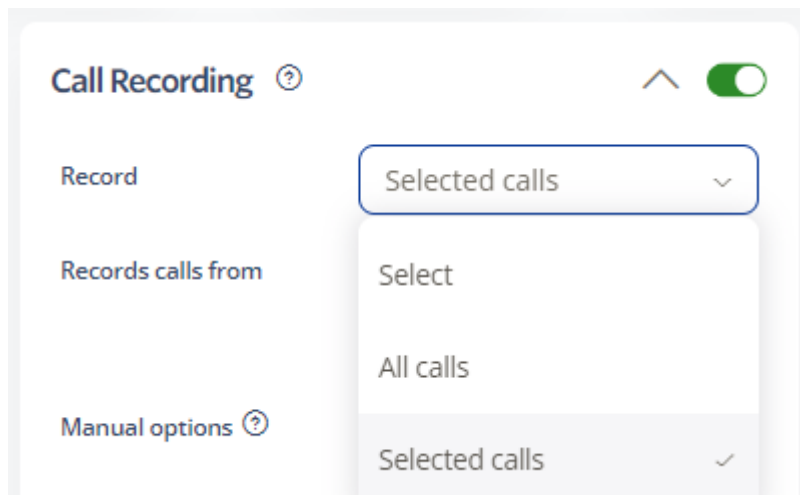 Call Recording
Record
Selected calls
Records calls from
Select
All calls
Manual options
Selected calls